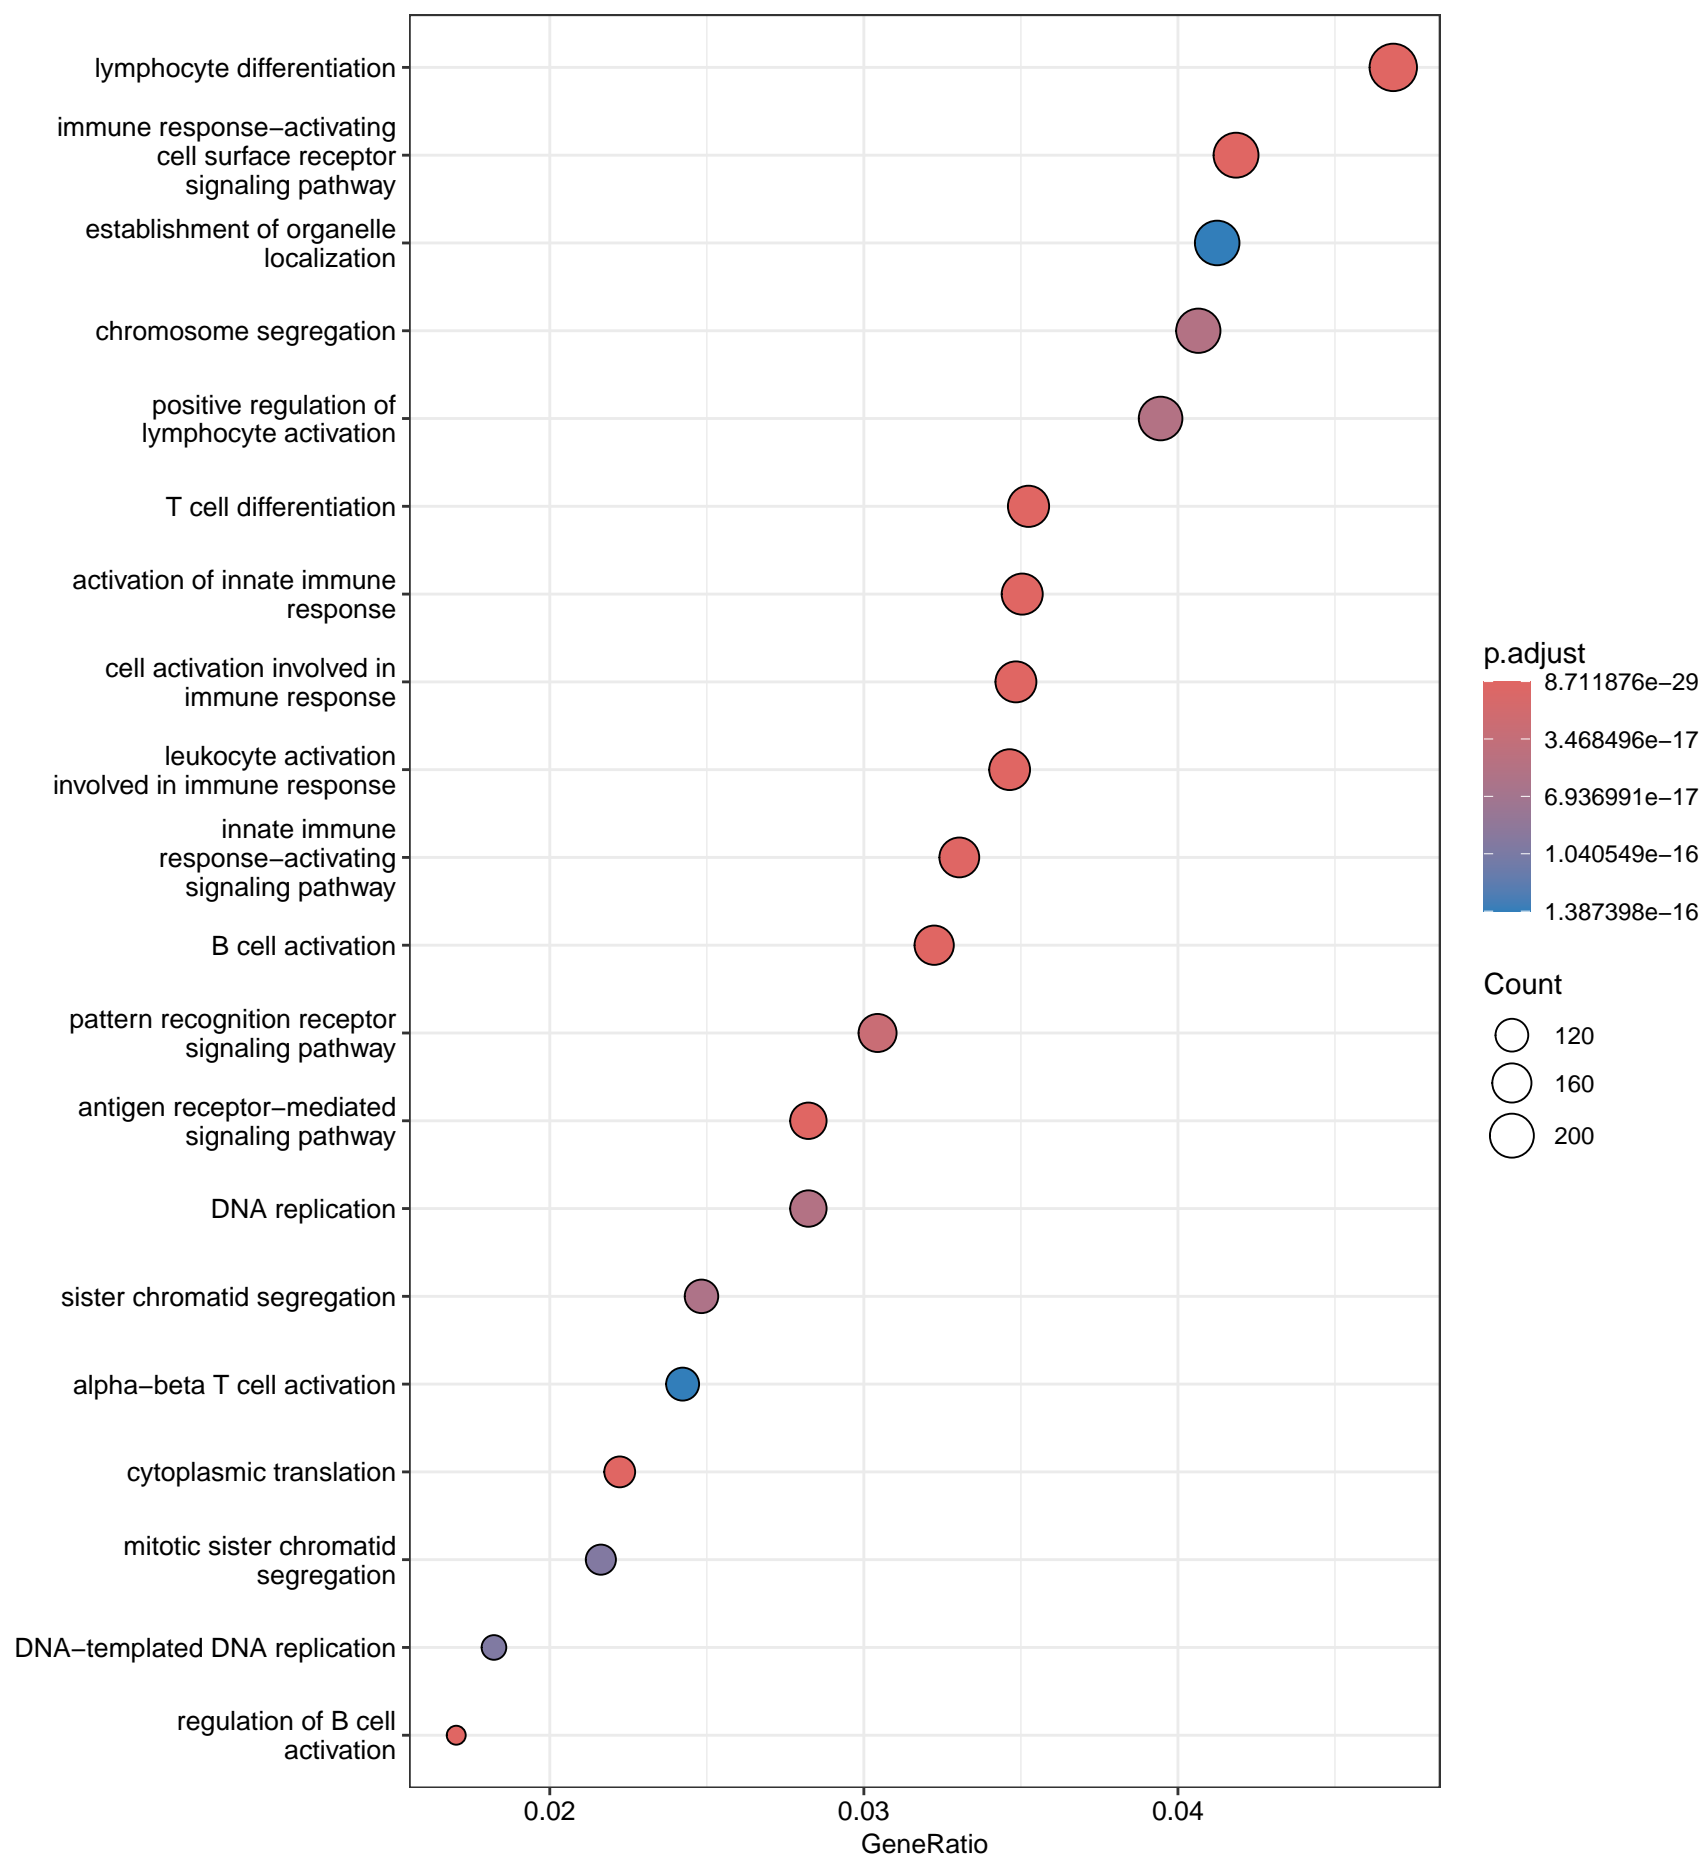 lymphocyte differentiation
immune response−activating
cell surface receptor
signaling pathway
establishment of organelle
localization
chromosome segregation
positive regulation of
lymphocyte activation
T cell differentiation
activation of innate immune
response
cell activation involved in
immune response
leukocyte activation
involved in immune response
innate immune
response−activating
signaling pathway
B cell activation
pattern recognition receptor
signaling pathway
antigen receptor−mediated
signaling pathway
DNA replication
sister chromatid segregation
alpha−beta T cell activation
cytoplasmic translation
mitotic sister chromatid
segregation
DNA−templated DNA replication
regulation of B cell
activation
0.02
0.03
0.04
GeneRatio
p.adjust
8.711876e−29
3.468496e−17
6.936991e−17
1.040549e−16
1.387398e−16
Count
120
160
200